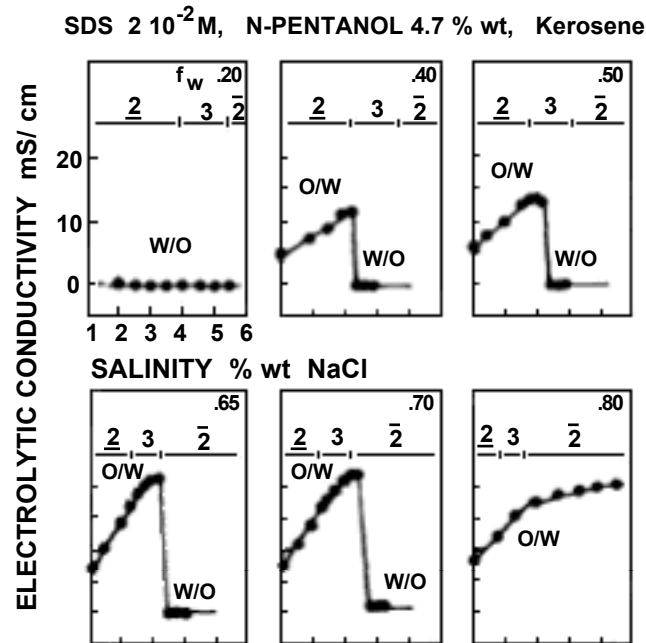 SDS 2 10⁻² M, N-PENTANOL 4.7 % wt, Kerosene
ELECTROLYTIC CONDUCTIVITY mS/ cm
f w .20
2̲ 3 2̅
20
10
0
W/O
1 2 3 4 5 6
.40
2̲ 3 2̅
O/W
W/O
.50
2̲ 3 2̅
O/W
W/O
SALINITY % wt NaCl
.65
2̲ 3 2̅
O/W
W/O
.70
2̲ 3 2̅
O/W
W/O
.80
2̲ 3 2̅
O/W